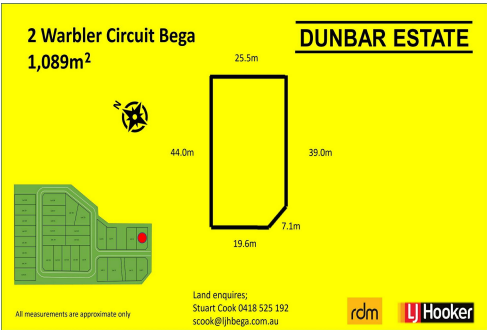 2 Warbler Circuit Bega
1,089m²
DUNBAR ESTATE
25.5m
N
44.0m
39.0m
7.1m
19.6m
Land enquires;
Stuart Cook 0418 525 192
scook@ljhbega.com.au
All measurements are approximate only
rdm
LJ Hooker